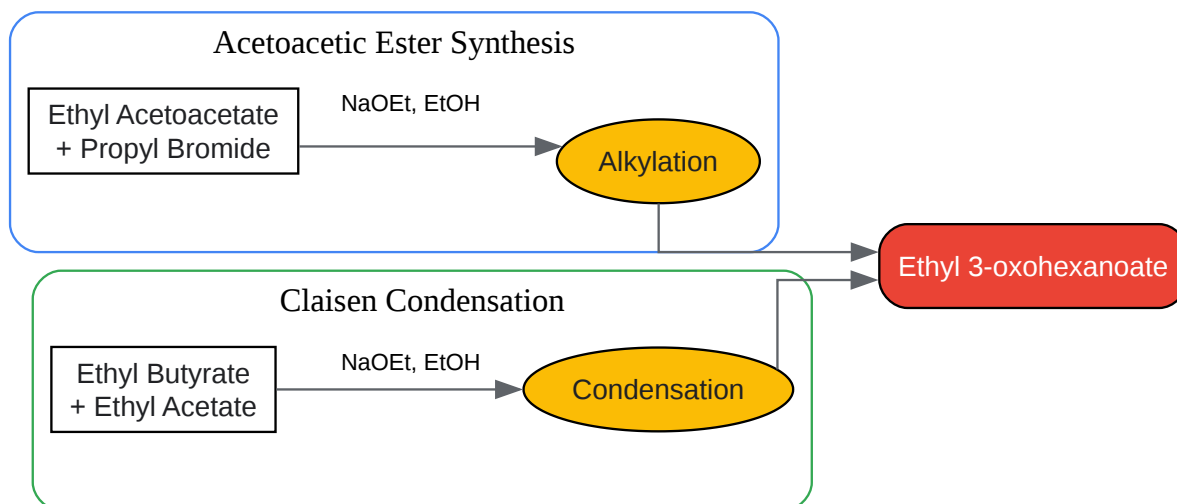 Acetoacetic Ester Synthesis
Ethyl Acetoacetate
+ Propyl Bromide
NaOEt, EtOH
Alkylation
Ethyl 3-oxohexanoate
Claisen Condensation
Ethyl Butyrate
+ Ethyl Acetate
NaOEt, EtOH
Condensation